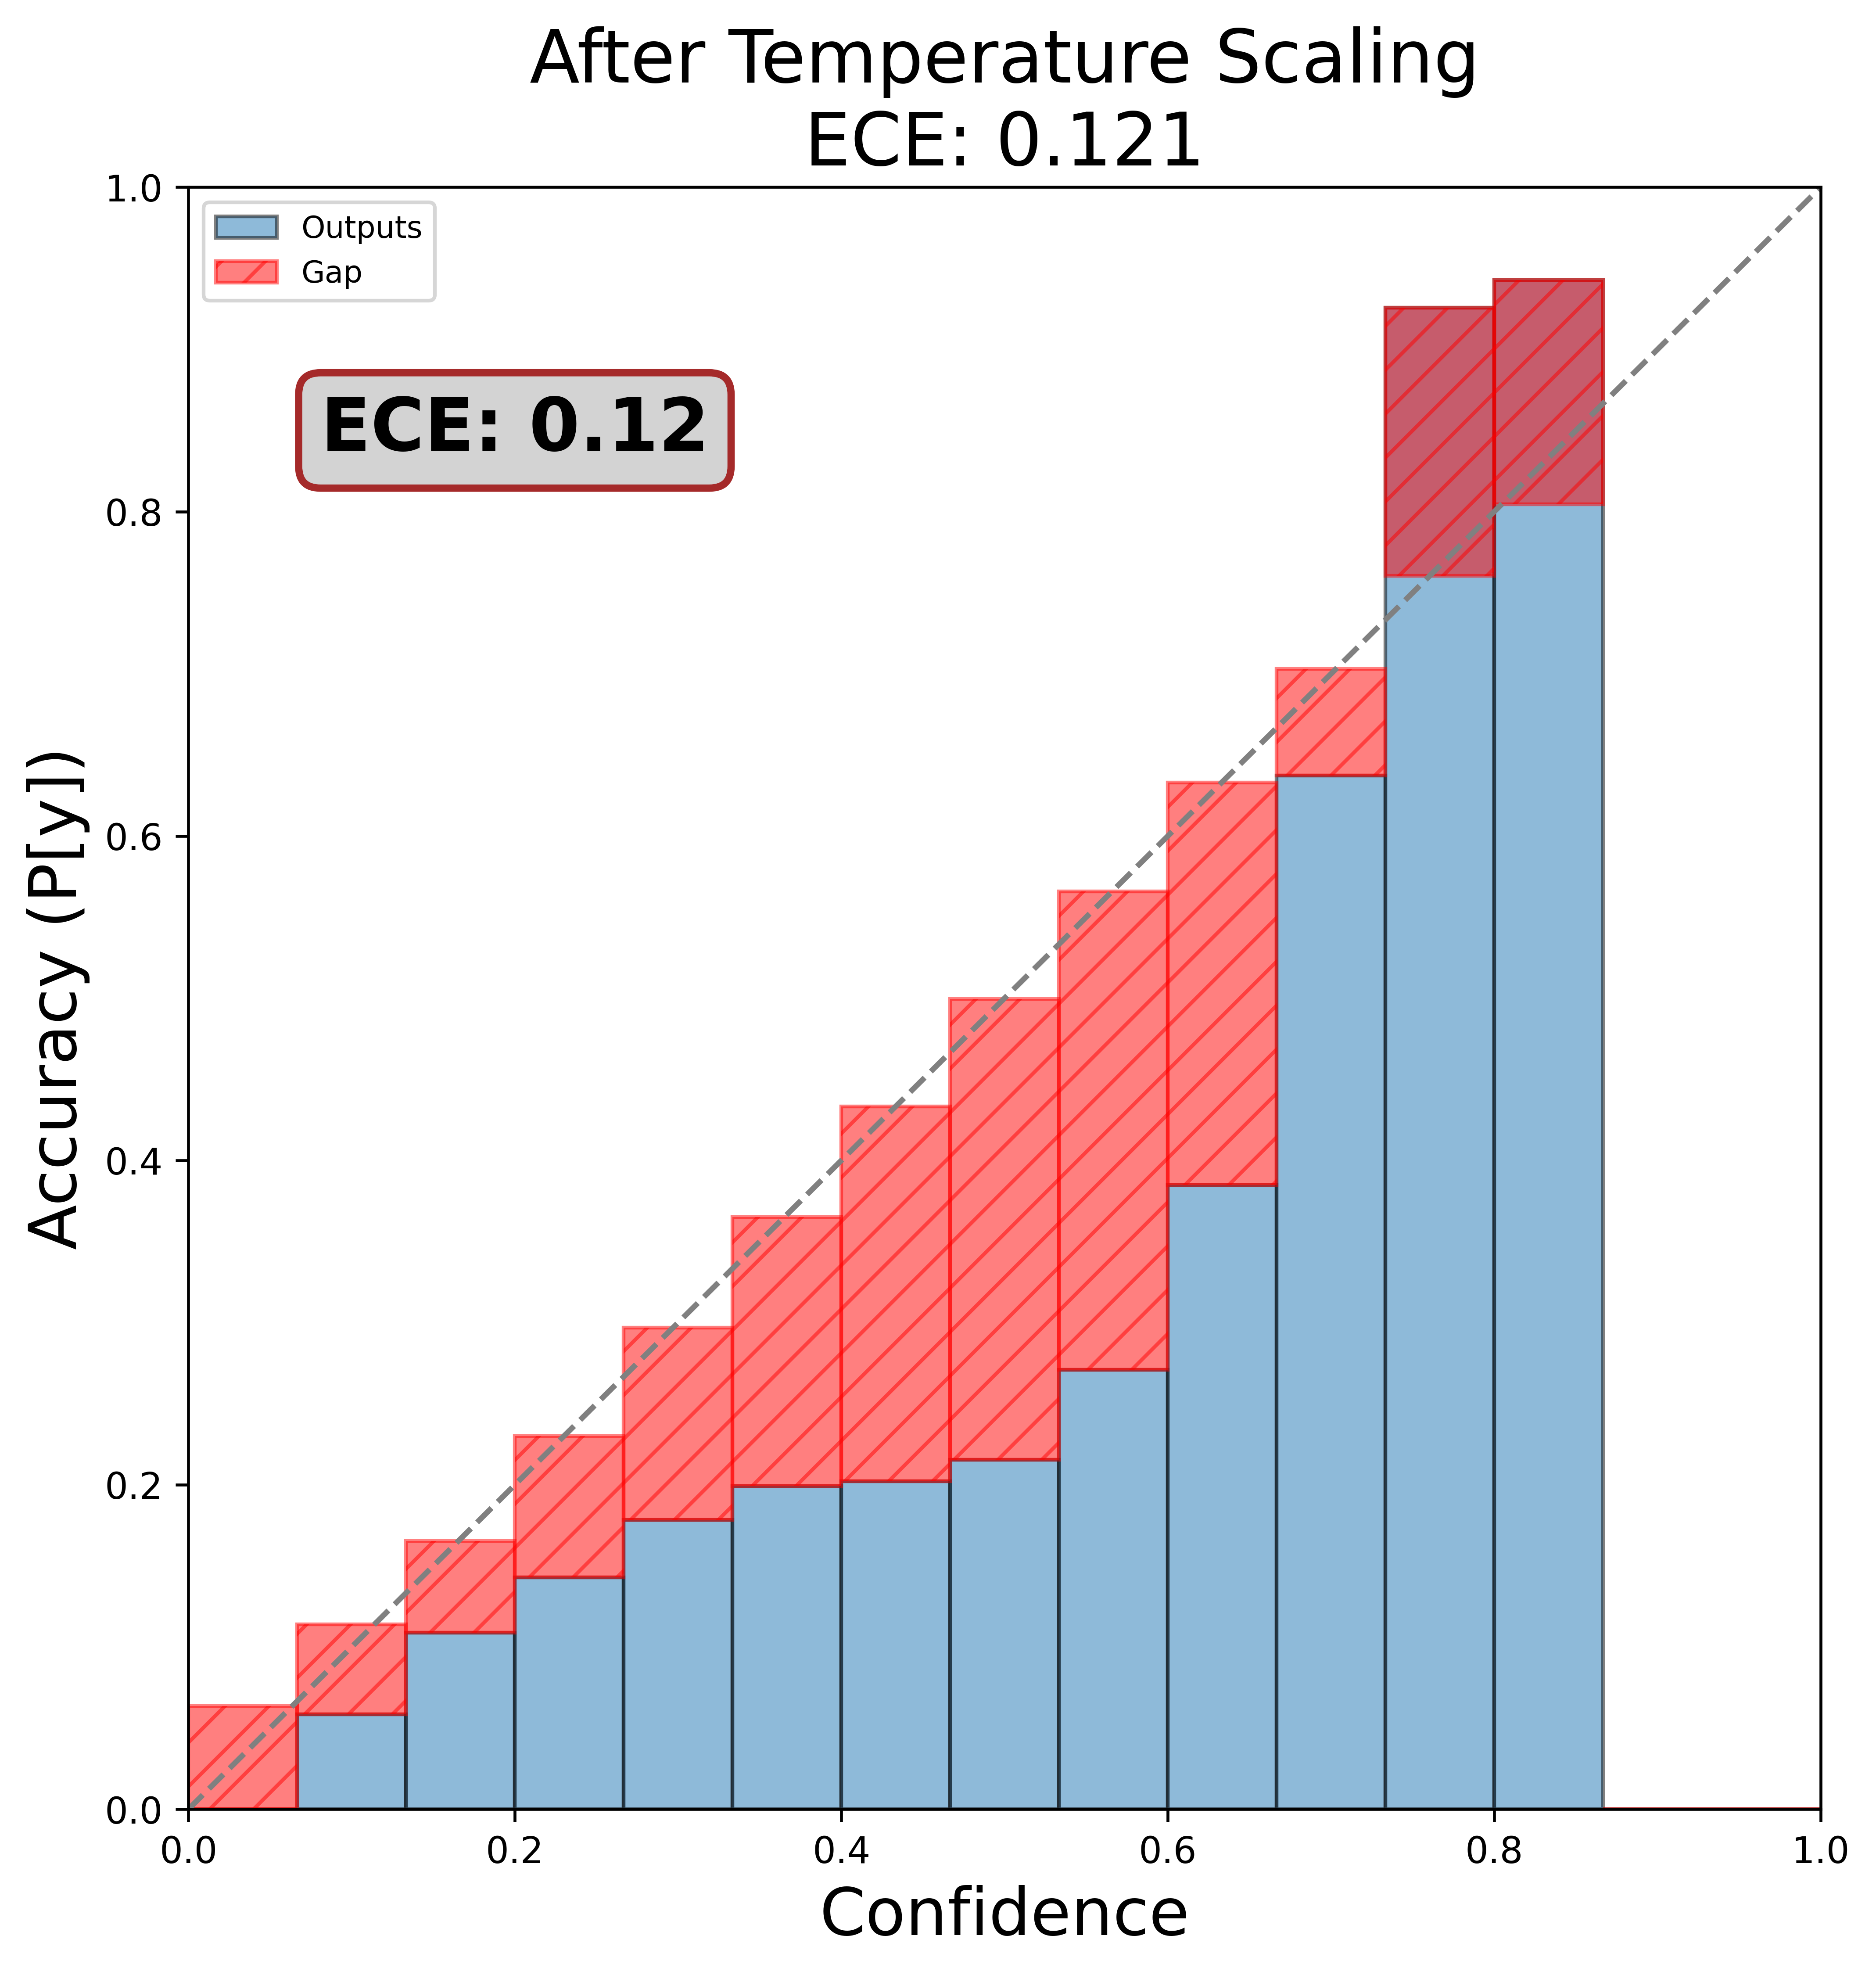 After Temperature Scaling
ECE: 0.121
Outputs
Gap
ECE: 0.12
Accuracy (P[y])
1.0
0.8
0.6
0.4
0.2
0.0
0.0 0.2 0.4 0.6 0.8 1.0
Confidence